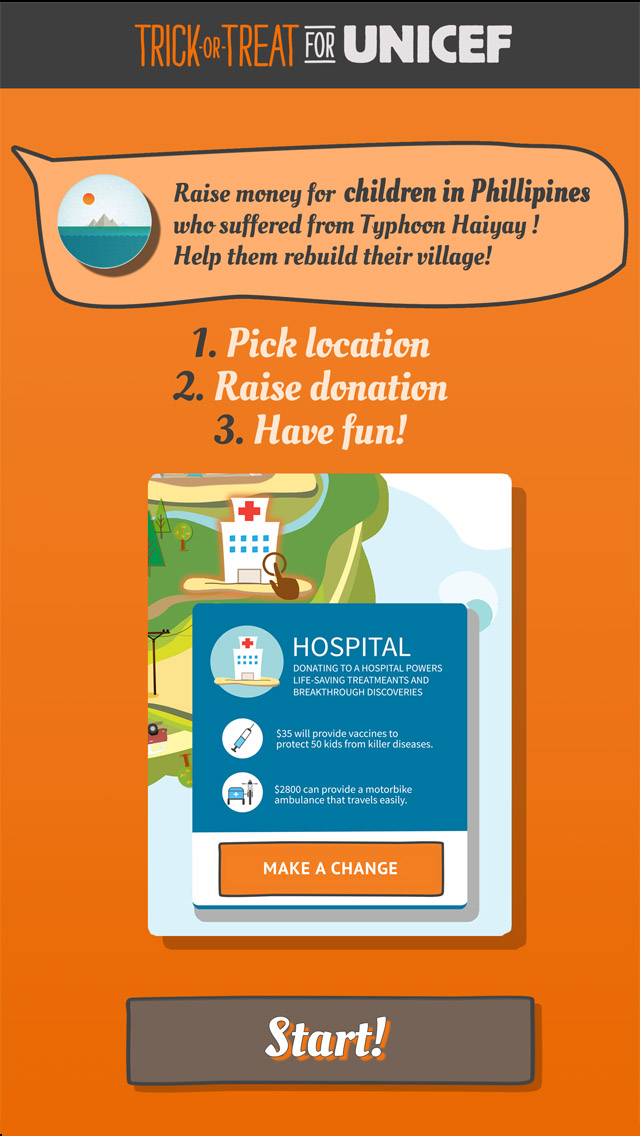 TRICK-OR-TREAT FOR UNICEF
Raise money for children in Phillipines
who suffered from Typhoon Haiyay !
Help them rebuild their village!
1. Pick location
2. Raise donation
3. Have fun!
HOSPITAL
DONATING TO A HOSPITAL POWERS
LIFE-SAVING TREATMEANTS AND
BREAKTHROUGH DISCOVERIES
$35 will provide vaccines to
protect 50 kids from killer diseases.
$2800 can provide a motorbike
ambulance that travels easily.
MAKE A CHANGE
Start!